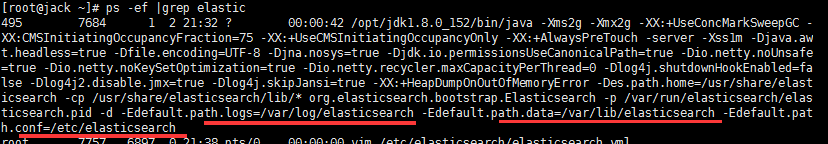 [root@jack ~]# ps -ef |grep elastic
495       7684     1  2 21:32 ?        00:00:42 /opt/jdk1.8.0_152/bin/java -Xms2g -Xmx2g -XX:+UseConcMarkSweepGC -
XX:CMSInitiatingOccupancyFraction=75 -XX:+UseCMSInitiatingOccupancyOnly -XX:+AlwaysPreTouch -server -Xss1m -Djava.aw
t.headless=true -Dfile.encoding=UTF-8 -Djna.nosys=true -Djdk.io.permissionsUseCanonicalPath=true -Dio.netty.noUnsafe
=true -Dio.netty.noKeySetOptimization=true -Dio.netty.recycler.maxCapacityPerThread=0 -Dlog4j.shutdownHookEnabled=fa
lse -Dlog4j2.disable.jmx=true -Dlog4j.skipJansi=true -XX:+HeapDumpOnOutOfMemoryError -Des.path.home=/usr/share/elast
icsearch -cp /usr/share/elasticsearch/lib/* org.elasticsearch.bootstrap.Elasticsearch -p /var/run/elasticsearch/elas
ticsearch.pid -d -Edefault.path.logs=/var/log/elasticsearch -Edefault.path.data=/var/lib/elasticsearch -Edefault.pat
h.conf=/etc/elasticsearch
root      7757  6897  0 21:58 pts/0    00:00:00 vim /etc/elasticsearch/elasticsearch.yml